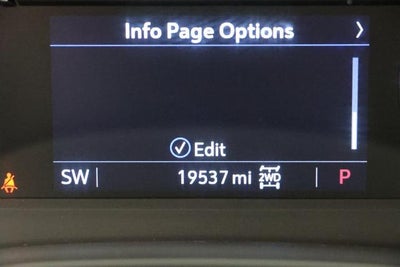 Info Page Options
Edit
SW 19537 mi 2WD P